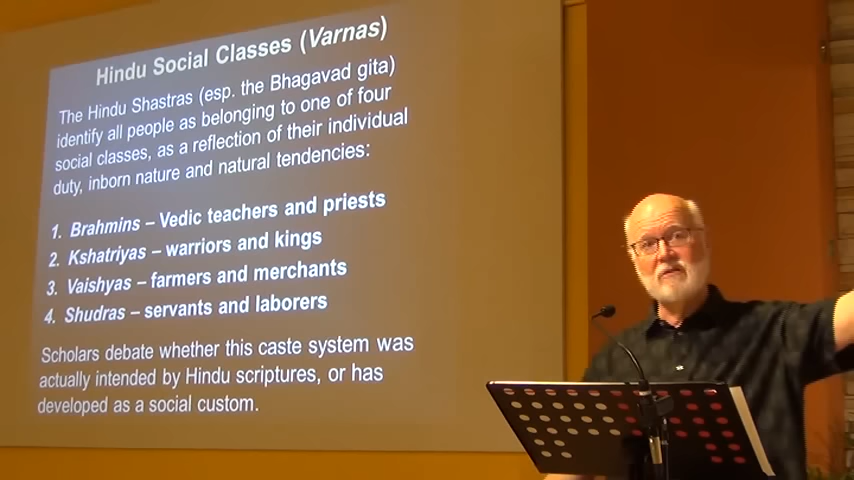 Hindu Social Classes (Varnas)
The Hindu Shastras (esp. the Bhagavad gita)
identify all people as belonging to one of four
social classes, as a reflection of their individual
duty, inborn nature and natural tendencies:
1. Brahmins – Vedic teachers and priests
2. Kshatriyas – warriors and kings
3. Vaishyas – farmers and merchants
4. Shudras – servants and laborers
Scholars debate whether this caste system was
actually intended by Hindu scriptures, or has
developed as a social custom.